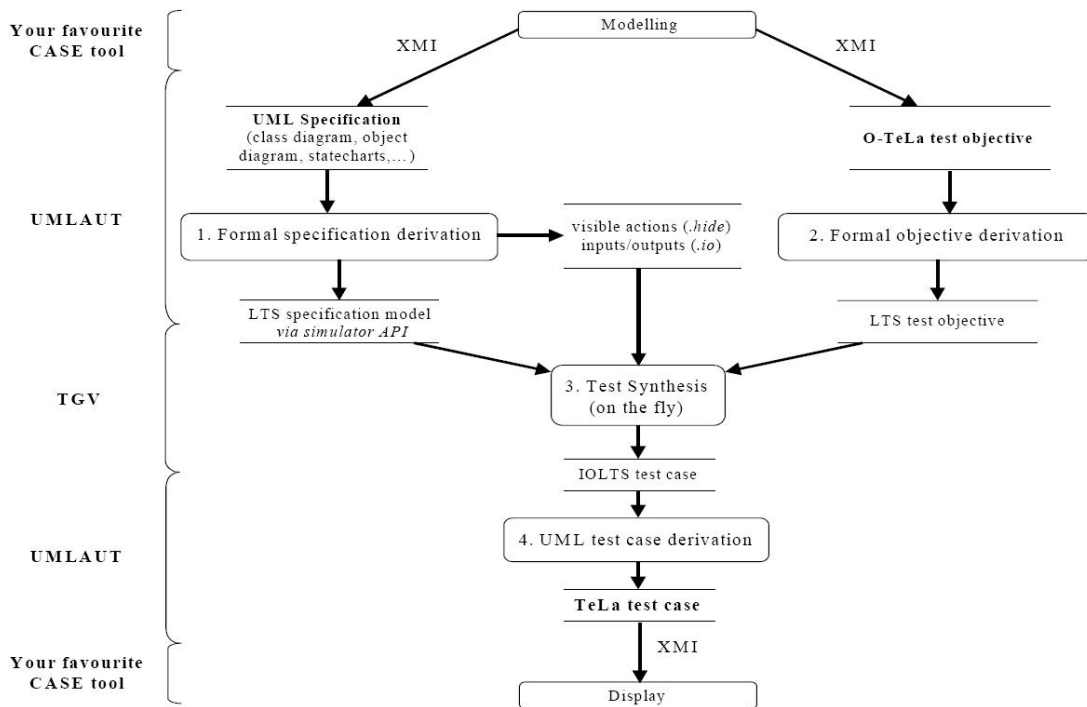 Your favourite
CASE tool
Modelling
XMI
XMI
UML Specification
(class diagram, object
diagram, statecharts,...)
O-TeLa test objective
UMLAUT
1. Formal specification derivation
visible actions (.hide)
inputs/outputs (.io)
2. Formal objective derivation
LTS specification model
via simulator API
LTS test objective
TGV
3. Test Synthesis
(on the fly)
IOLTS test case
UMLAUT
4. UML test case derivation
TeLa test case
XMI
Your favourite
CASE tool
Display